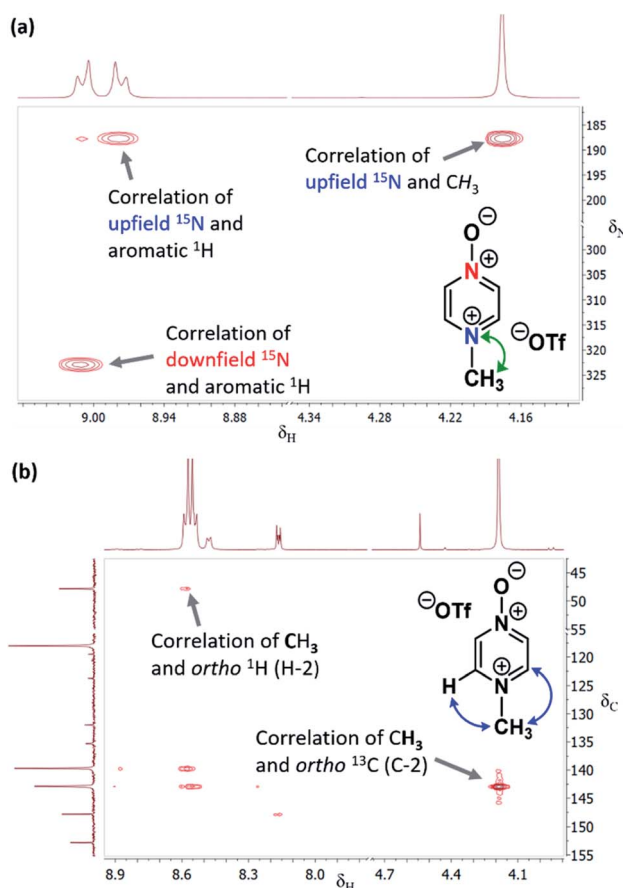 (a)
185
190
195
200
300
305
310
315
320
325
δN
Correlation of
upfield ¹⁵N and
aromatic ¹H
Correlation of
upfield ¹⁵N and CH₃
Correlation of
downfield ¹⁵N
and aromatic ¹H
O⊖
N⊕
⊕
N
⊖OTf
CH₃
9.00 8.94 8.88 4.34 4.28 4.22 4.16
δH
(b)
45
50
55
120
125
130
135
140
145
150
155
δC
Correlation of CH₃
and ortho ¹H (H-2)
Correlation of CH₃
and ortho ¹³C (C-2)
⊖OTf
O⊖
N⊕
H
⊕
N
CH₃
8.9 8.6 8.3 8.0 4.7 4.4 4.1
δH